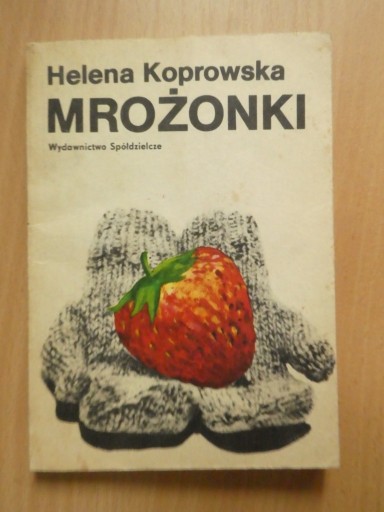 Helena Koprowska
MROŻONKI
Wydawnictwo Spółdzielcze